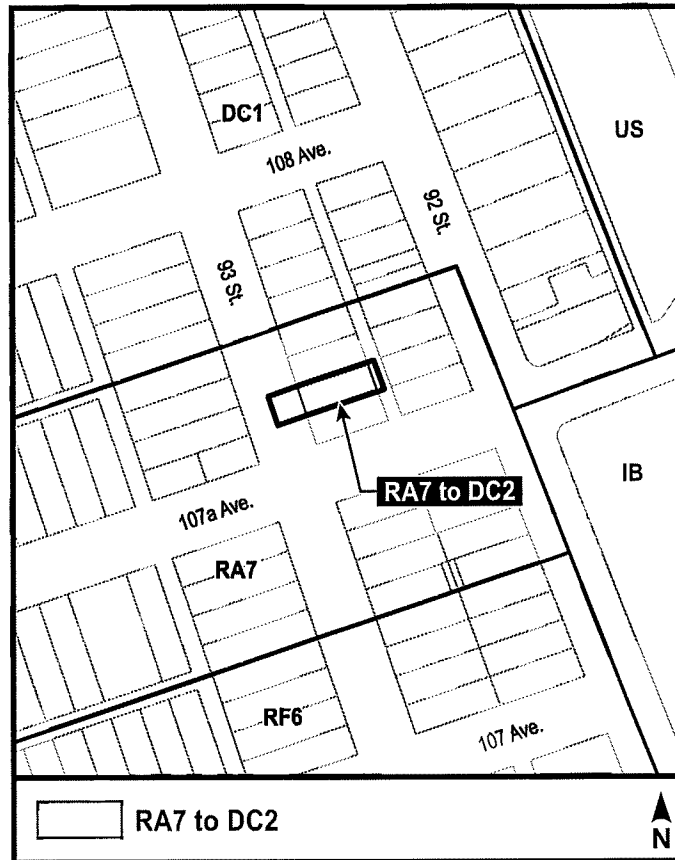 DC1
US
108 Ave.
92 St.
93 St.
RA7 to DC2
IB
107a Ave.
RA7
RF6
107 Ave.
RA7 to DC2
N